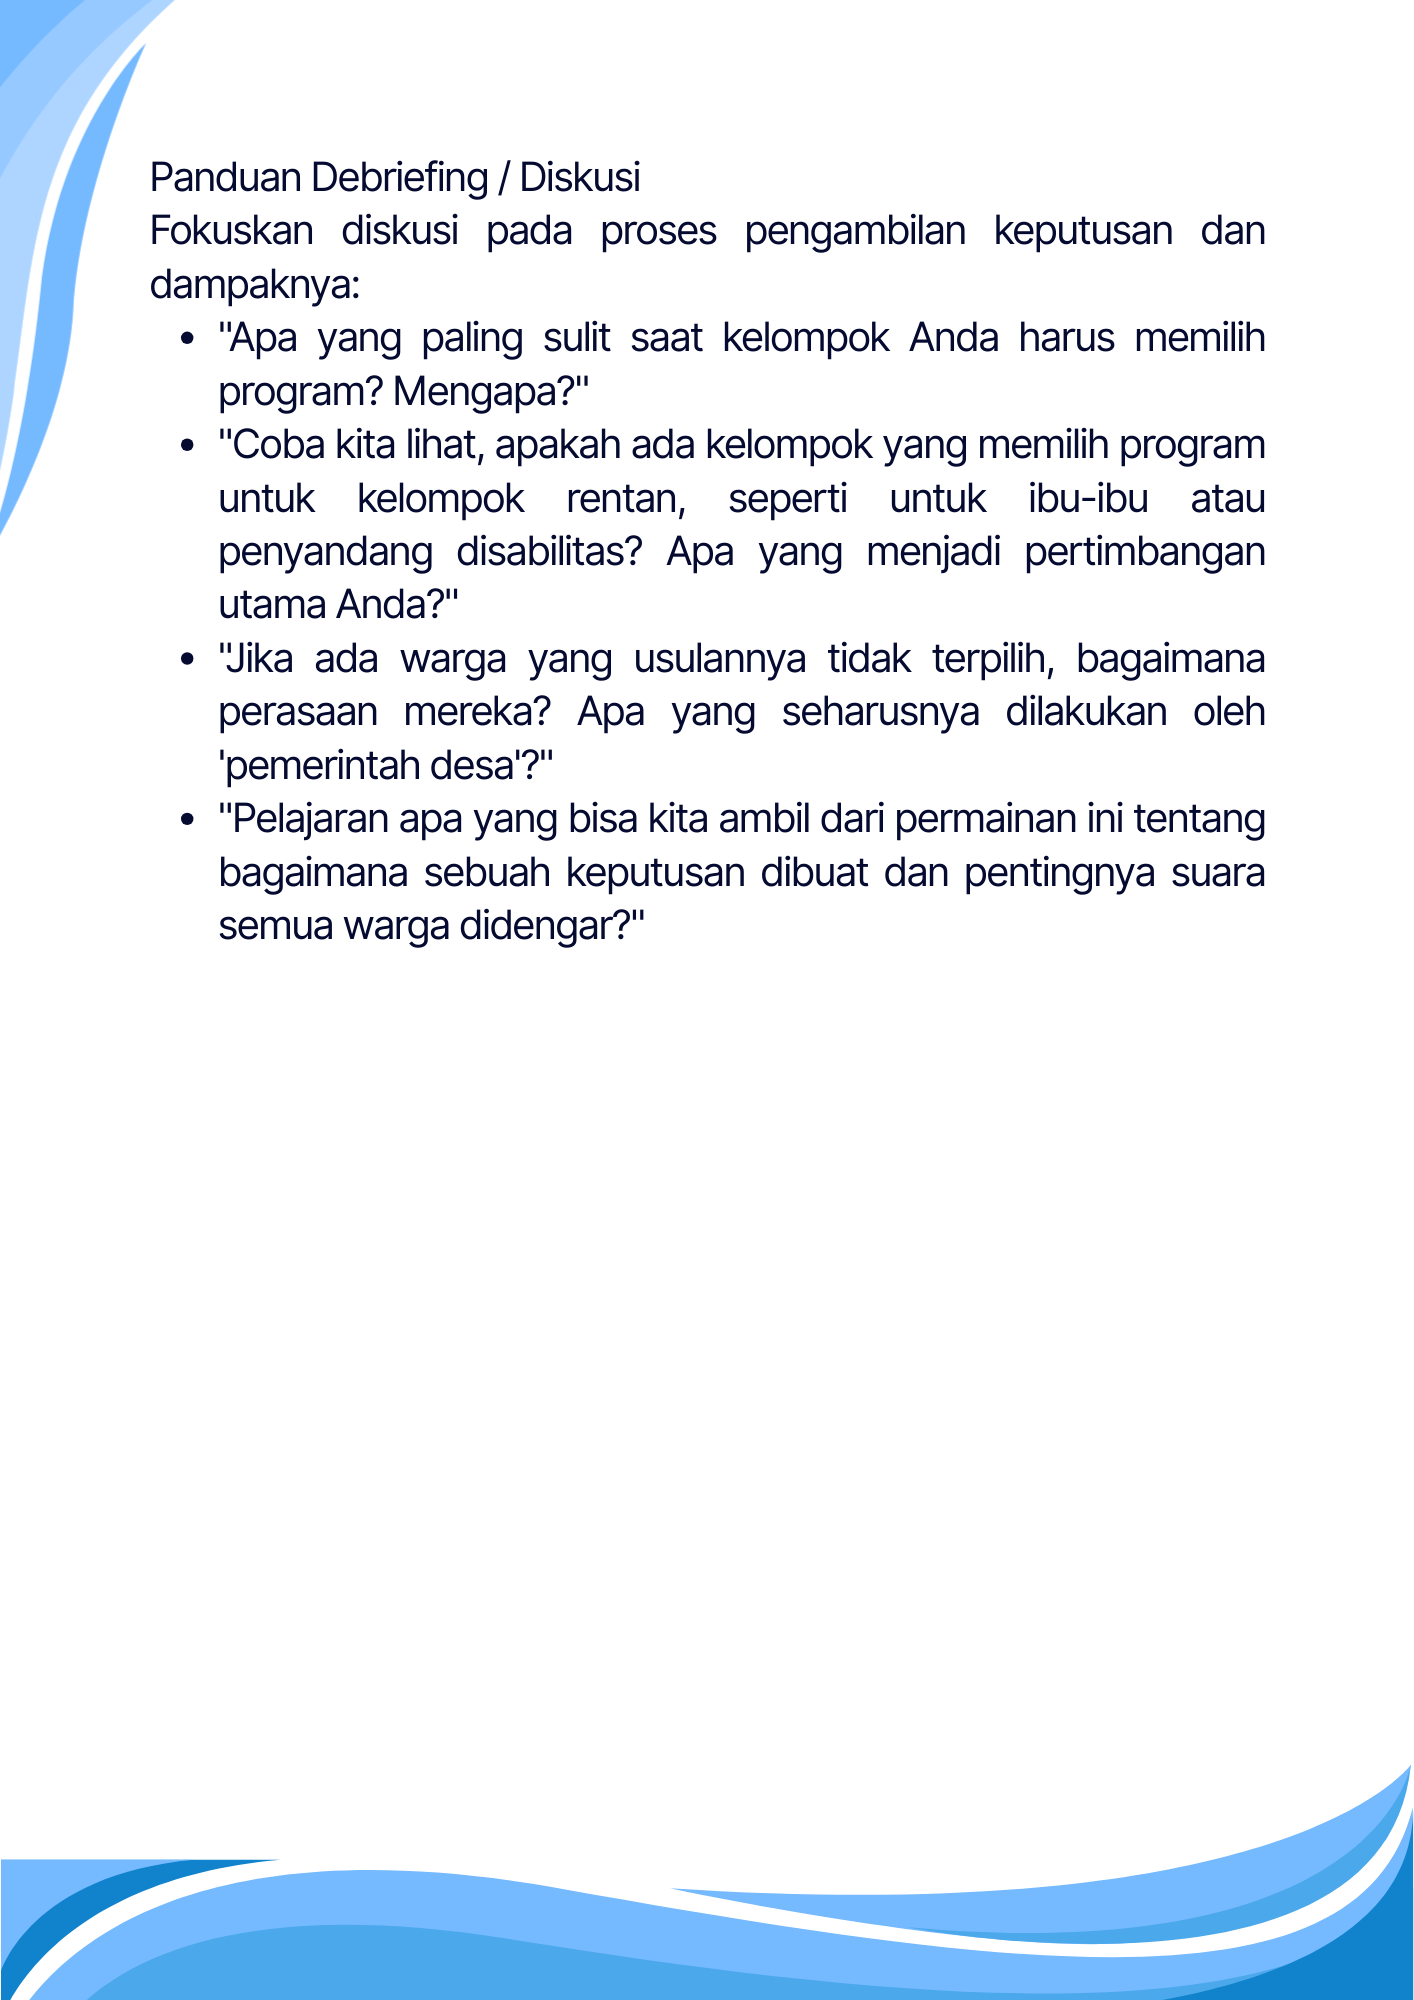 Panduan Debriefing / Diskusi
Fokuskan diskusi pada proses pengambilan keputusan dan
dampaknya:
• "Apa yang paling sulit saat kelompok Anda harus memilih
program? Mengapa?"
• "Coba kita lihat, apakah ada kelompok yang memilih program
untuk kelompok rentan, seperti untuk ibu-ibu atau
penyandang disabilitas? Apa yang menjadi pertimbangan
utama Anda?"
• "Jika ada warga yang usulannya tidak terpilih, bagaimana
perasaan mereka? Apa yang seharusnya dilakukan oleh
'pemerintah desa'?"
• "Pelajaran apa yang bisa kita ambil dari permainan ini tentang
bagaimana sebuah keputusan dibuat dan pentingnya suara
semua warga didengar?"